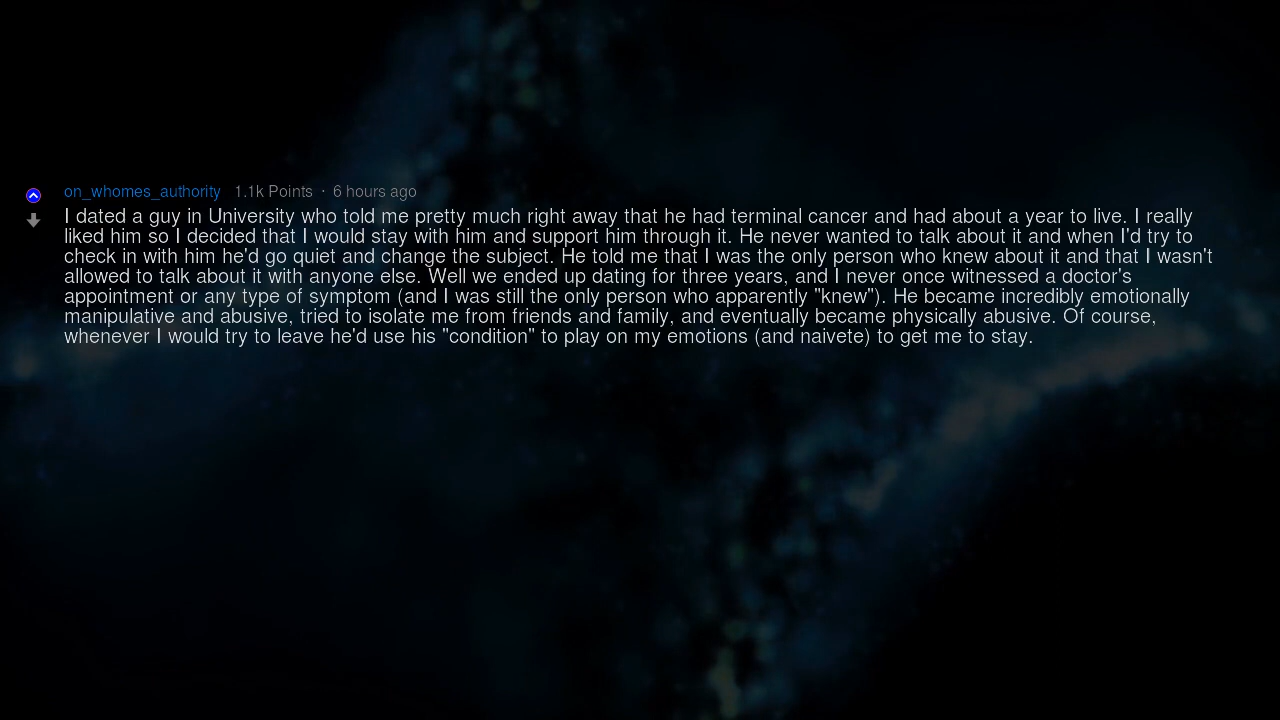 on_whomes_authority 1.1k Points · 6 hours ago
I dated a guy in University who told me pretty much right away that he had terminal cancer and had about a year to live. I really
liked him so I decided that I would stay with him and support him through it. He never wanted to talk about it and when I'd try to
check in with him he'd go quiet and change the subject. He told me that I was the only person who knew about it and that I wasn't
allowed to talk about it with anyone else. Well we ended up dating for three years, and I never once witnessed a doctor's
appointment or any type of symptom (and I was still the only person who apparently "knew"). He became incredibly emotionally
manipulative and abusive, tried to isolate me from friends and family, and eventually became physically abusive. Of course,
whenever I would try to leave he'd use his "condition" to play on my emotions (and naivete) to get me to stay.